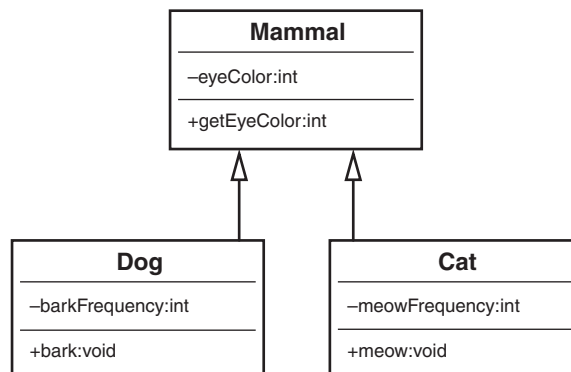 Mammal
–eyeColor:int
+getEyeColor:int
Dog
–barkFrequency:int
+bark:void
Cat
–meowFrequency:int
+meow:void